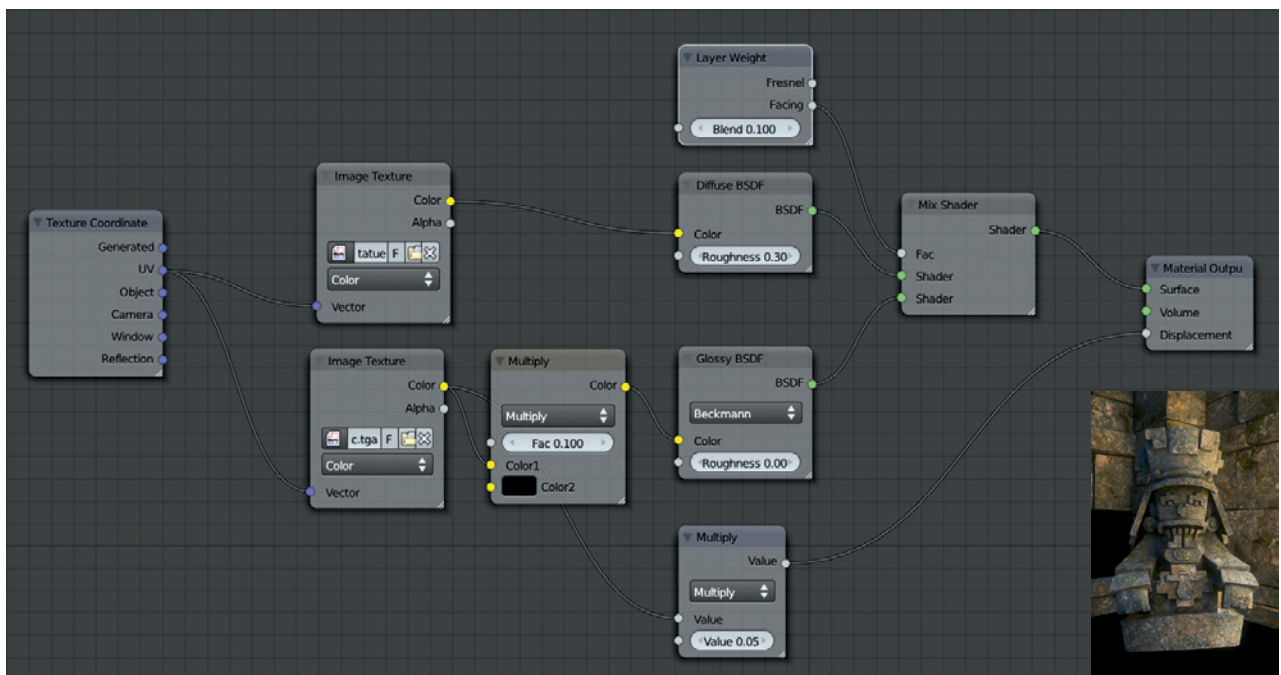 Texture Coordinate
Generated
UV
Object
Camera
Window
Reflection
Image Texture
Color
Alpha
tatue F
Color
Vector
Image Texture
Color
Alpha
c.tga F
Color
Vector
Multiply
Color
Multiply
Fac 0.100
Color1
Color2
Layer Weight
Fresnel
Facing
Blend 0.100
Diffuse BSDF
BSDF
Color
Roughness 0.30
Glossy BSDF
BSDF
Beckmann
Color
Roughness 0.00
Multiply
Value
Multiply
Value
Value 0.05
Mix Shader
Shader
Fac
Shader
Shader
Material Outpu
Surface
Volume
Displacement